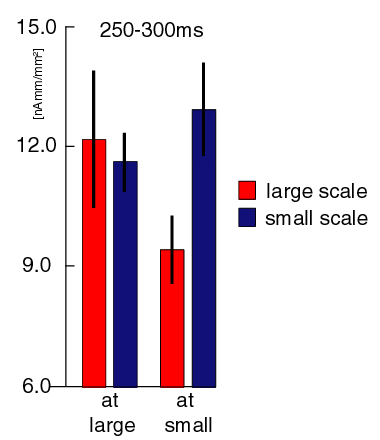 15.0
250-300ms
[nAmm/mm²]
12.0
large scale
small scale
9.0
6.0
at
large
at
small